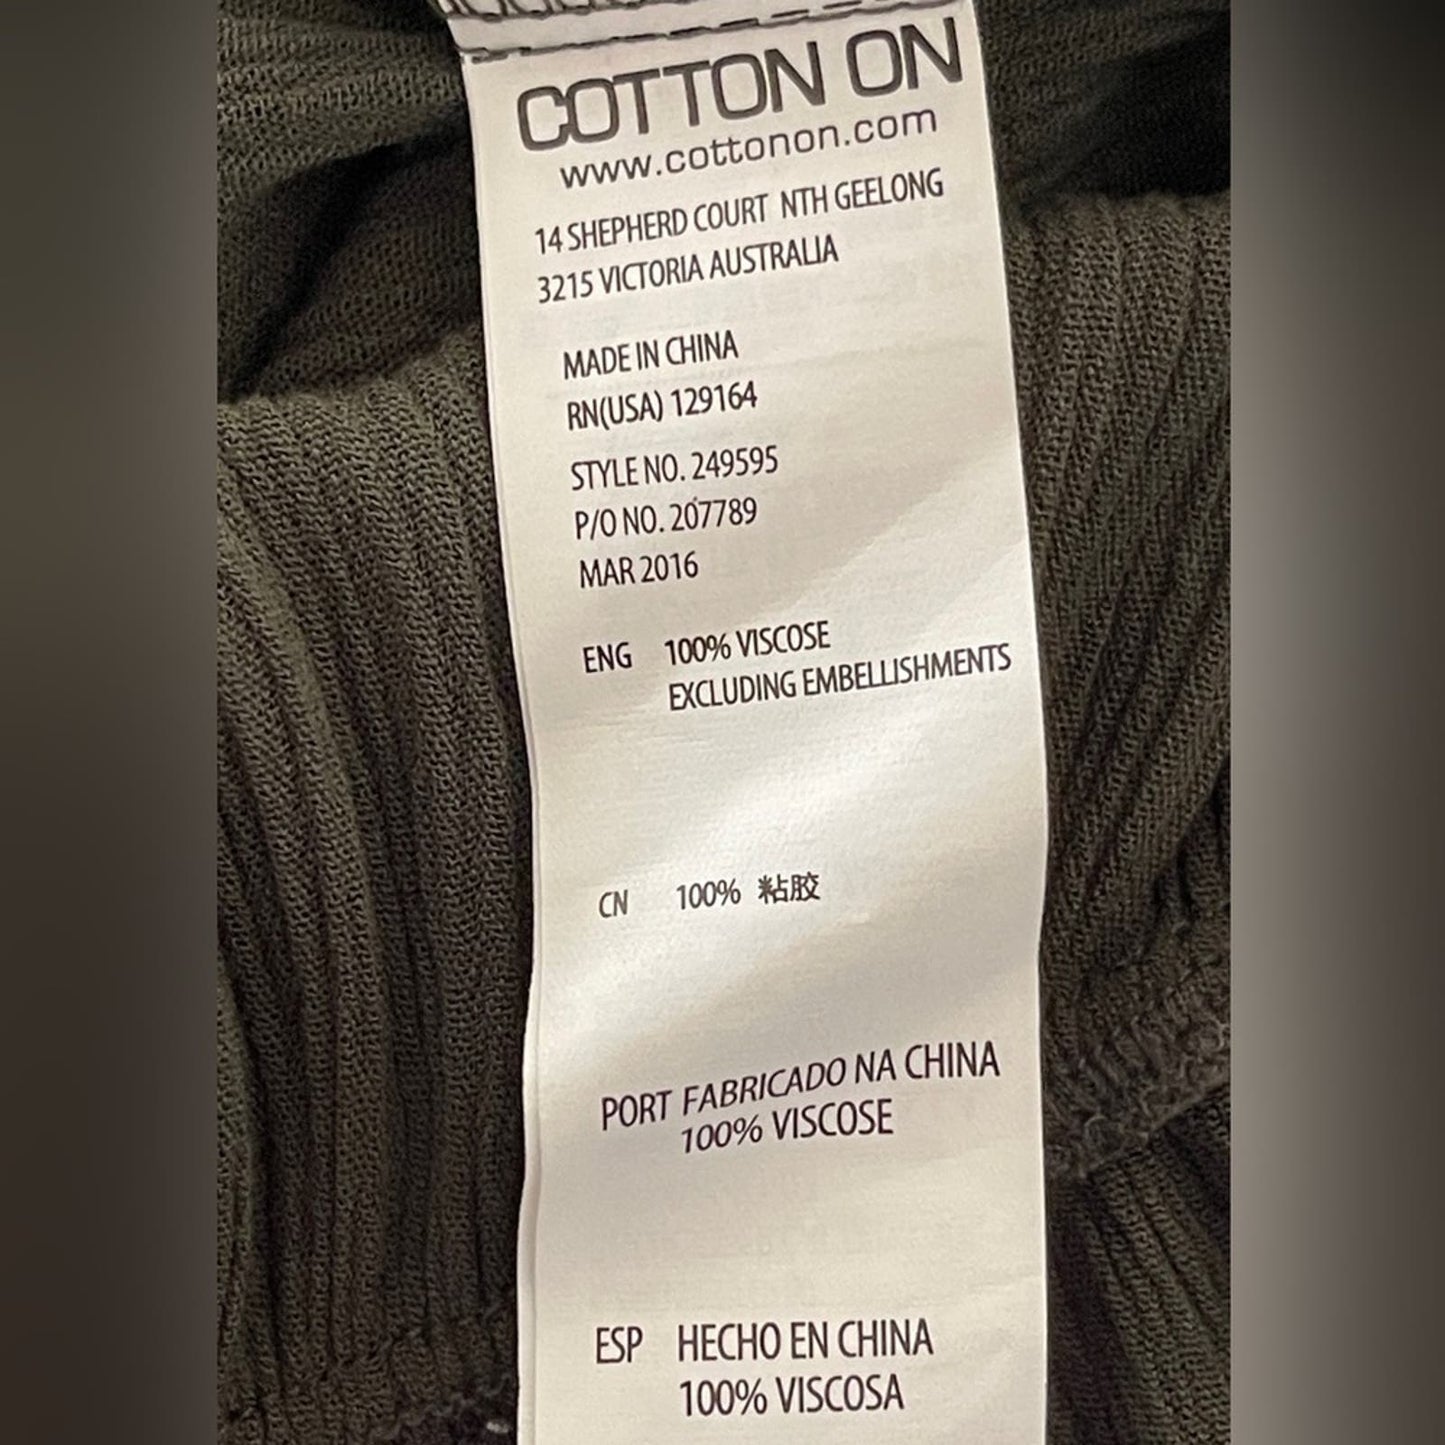 COTTON ON
www.cottonon.com
14 SHEPHERD COURT NTH GEELONG
3215 VICTORIA AUSTRALIA
MADE IN CHINA
RN(USA) 129164
STYLE NO. 249595
P/O NO. 207789
MAR 2016
ENG 100% VISCOSE
EXCLUDING EMBELLISHMENTS
CN 100% 粘胶
PORT FABRICADO NA CHINA
100% VISCOSE
ESP HECHO EN CHINA
100% VISCOSA